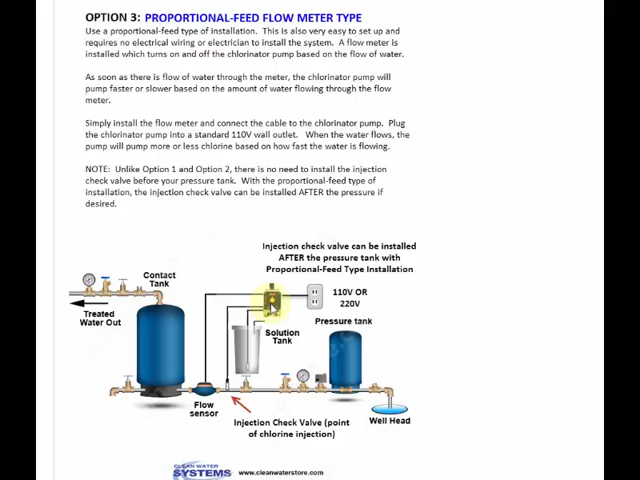 OPTION 3: PROPORTIONAL-FEED FLOW METER TYPE
Use a proportional-feed type of installation. This is also very easy to set up and
requires no electrical wiring or electrician to install the system. A flow meter is
installed which turns on and off the chlorinator pump based on the flow of water.
As soon as there is flow of water through the meter, the chlorinator pump will
pump faster or slower based on the amount of water flowing through the flow
meter.
Simply install the flow meter and connect the cable to the chlorinator pump. Plug
the chlorinator pump into a standard 110V wall outlet. When the water flows, the
pump will pump more or less chlorine based on how fast the water is flowing.
NOTE: Unlike Option 1 and Option 2, there is no need to install the injection
check valve before your pressure tank. With the proportional-feed type of
installation, the injection check valve can be installed AFTER the pressure if
desired.
Injection check valve can be installed
AFTER the pressure tank with
Proportional-Feed Type Installation
Contact
Tank
110V OR
220V
Treated
Water Out
Solution
Tank
Pressure tank
Flow
sensor
Injection Check Valve (point
of chlorine injection)
Well Head
CLEAN WATER
SYSTEMS
www.cleanwaterstore.com